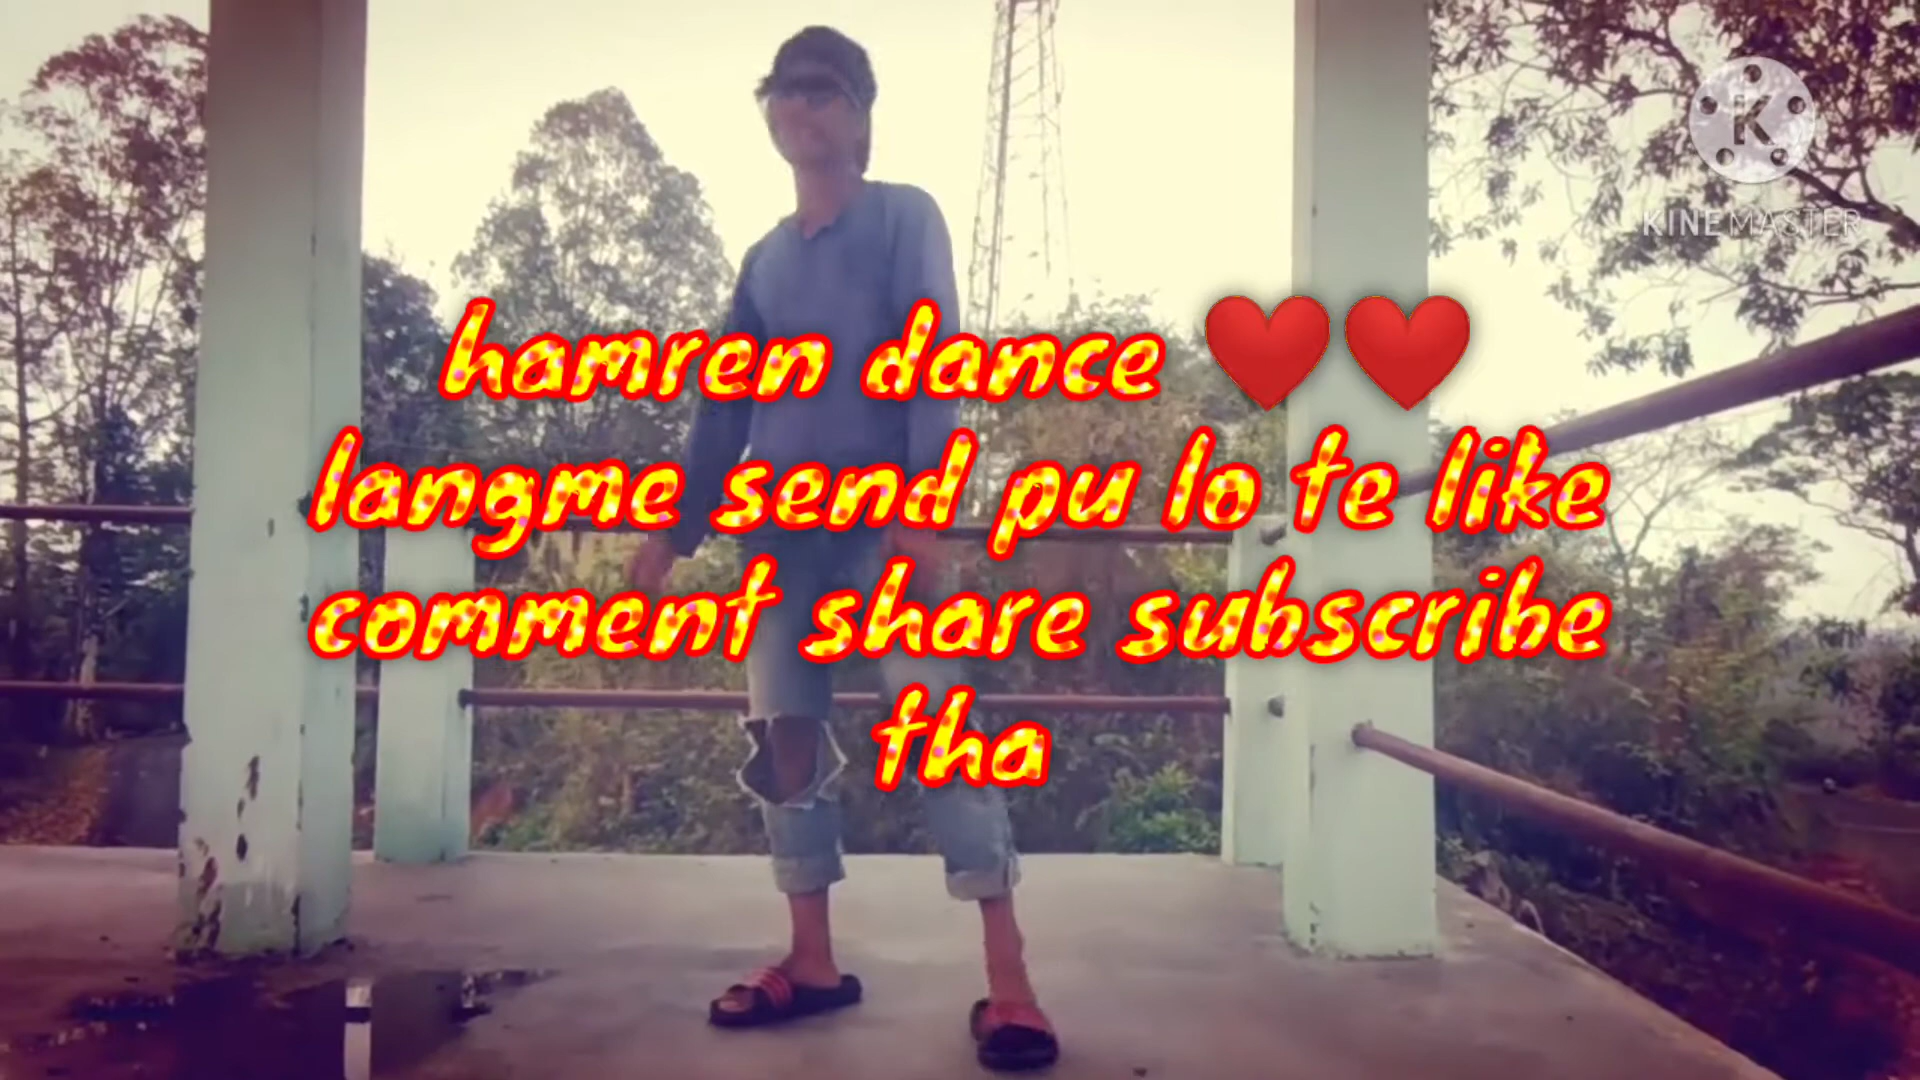 KINEMASTER
hamren dance ❤❤
langme send pu lo te like
comment share subscribe
tha